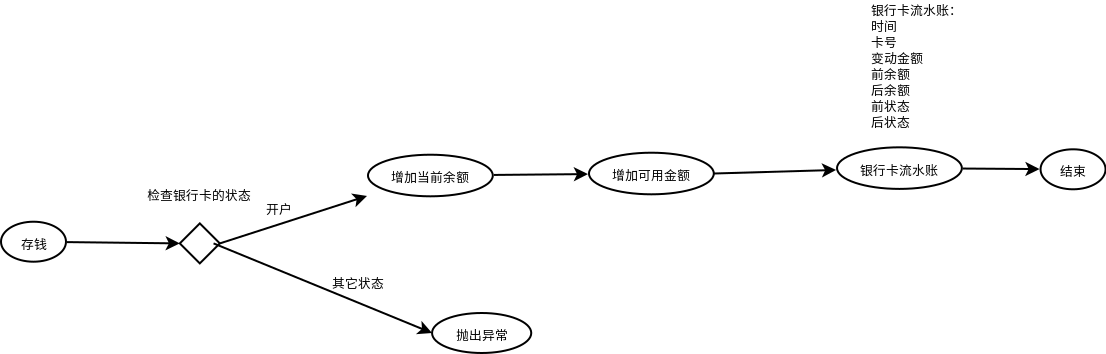 银行卡流水账：
时间
卡号
变动金额
前余额
后余额
前状态
后状态
检查银行卡的状态
存钱
开户
增加当前余额
增加可用金额
银行卡流水账
结束
其它状态
抛出异常